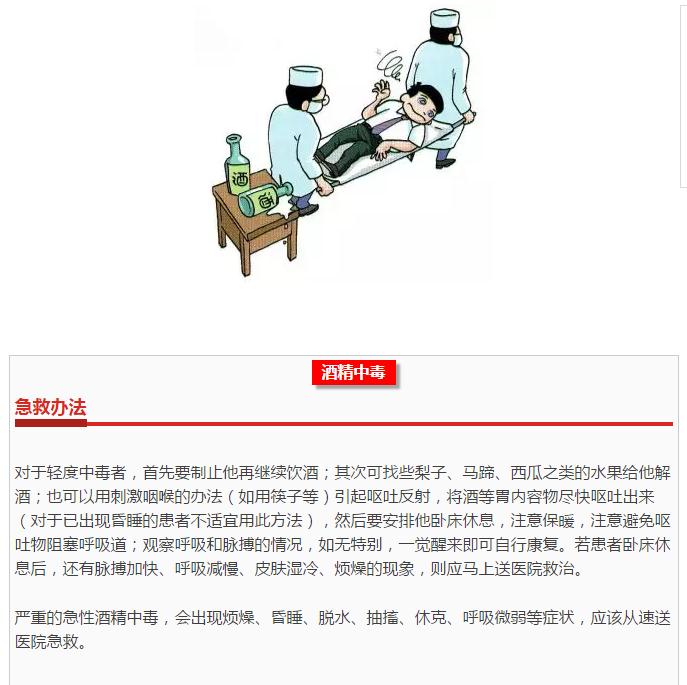 酒
酒
酒精中毒
急救办法
对于轻度中毒者，首先要制止他再继续饮酒；其次可找些梨子、马蹄、西瓜之类的水果给他解
酒；也可以用刺激咽喉的办法（如用筷子等）引起呕吐反射，将酒等胃内容物尽快呕吐出来
（对于已出现昏睡的患者不适宜用此方法），然后要安排他卧床休息，注意保暖，注意避免呕
吐物阻塞呼吸道；观察呼吸和脉搏的情况，如无特别，一觉醒来即可自行康复。若患者卧床休
息后，还有脉搏加快、呼吸减慢、皮肤湿冷、烦燥的现象，则应马上送医院救治。
严重的急性酒精中毒，会出现烦燥、昏睡、脱水、抽搐、休克、呼吸微弱等症状，应该从速送
医院急救。